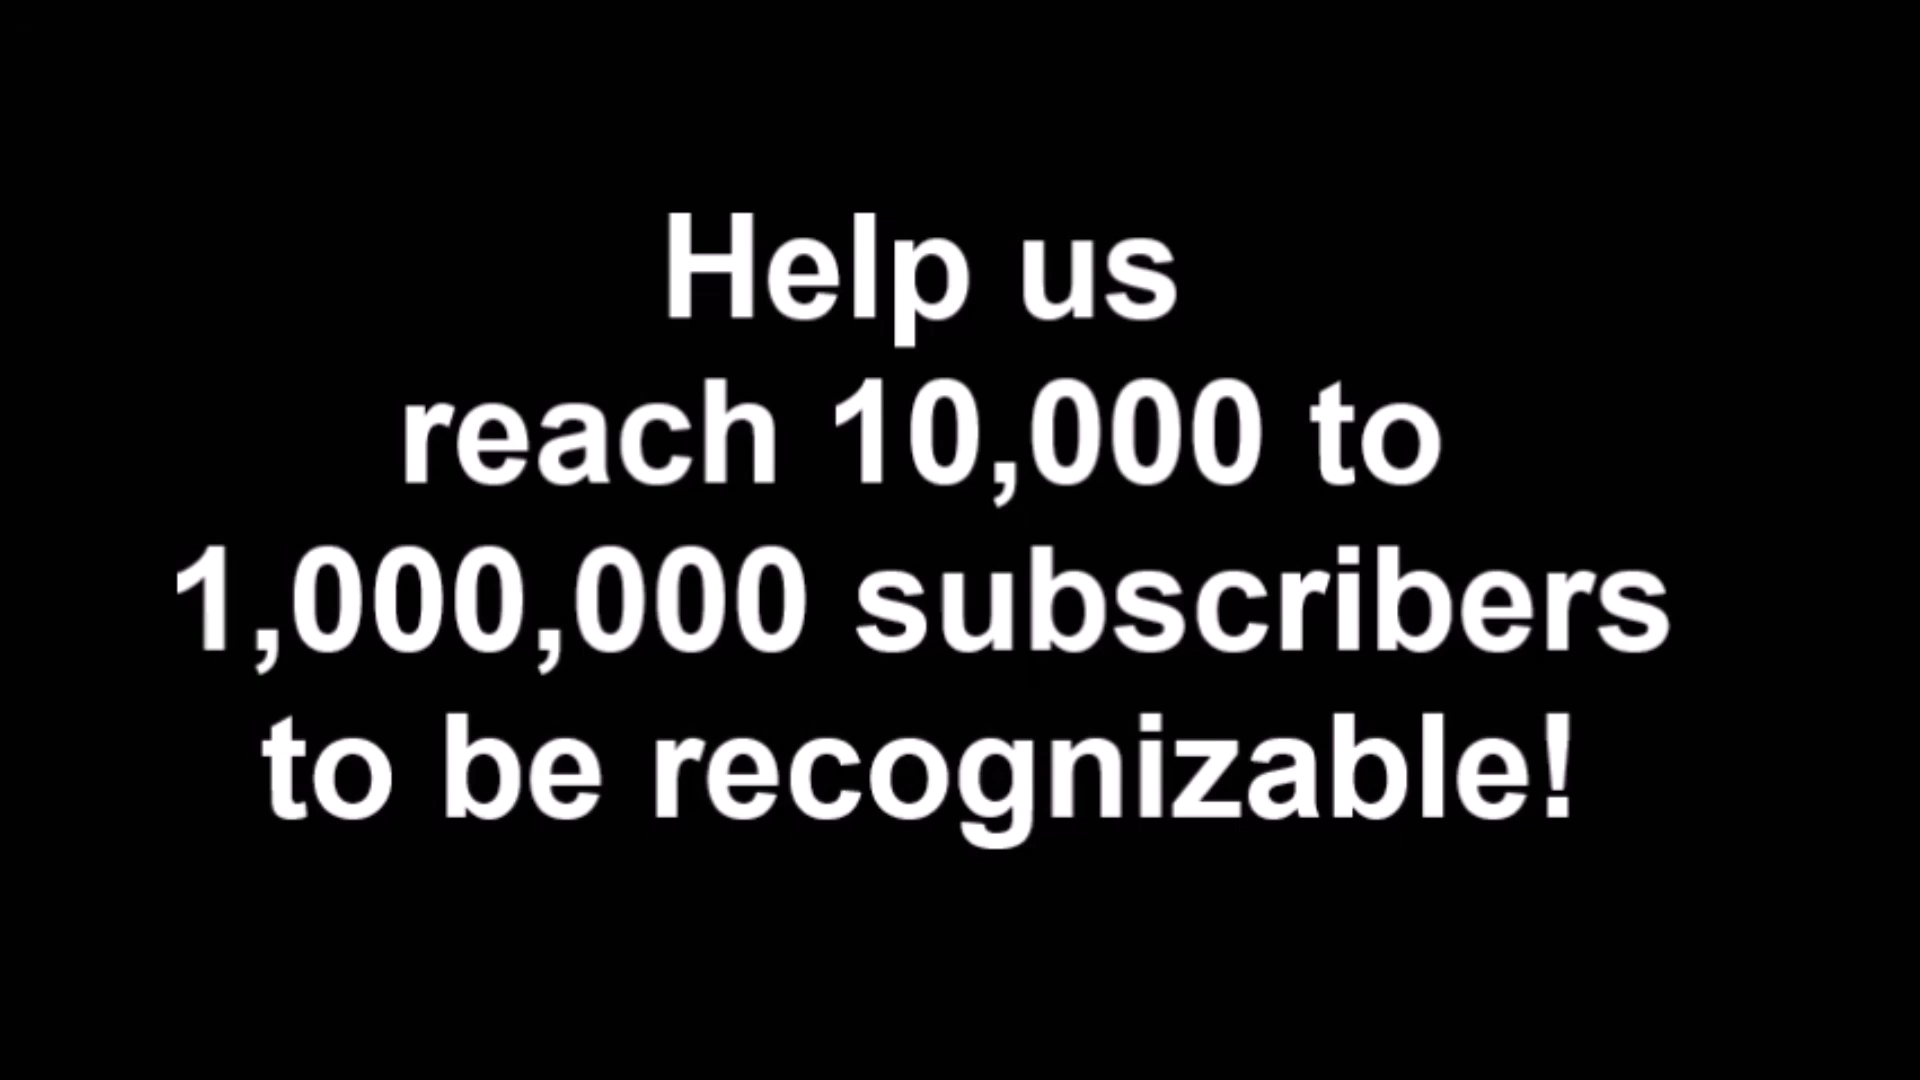 Help us
reach 10,000 to
1,000,000 subscribers
to be recognizable!